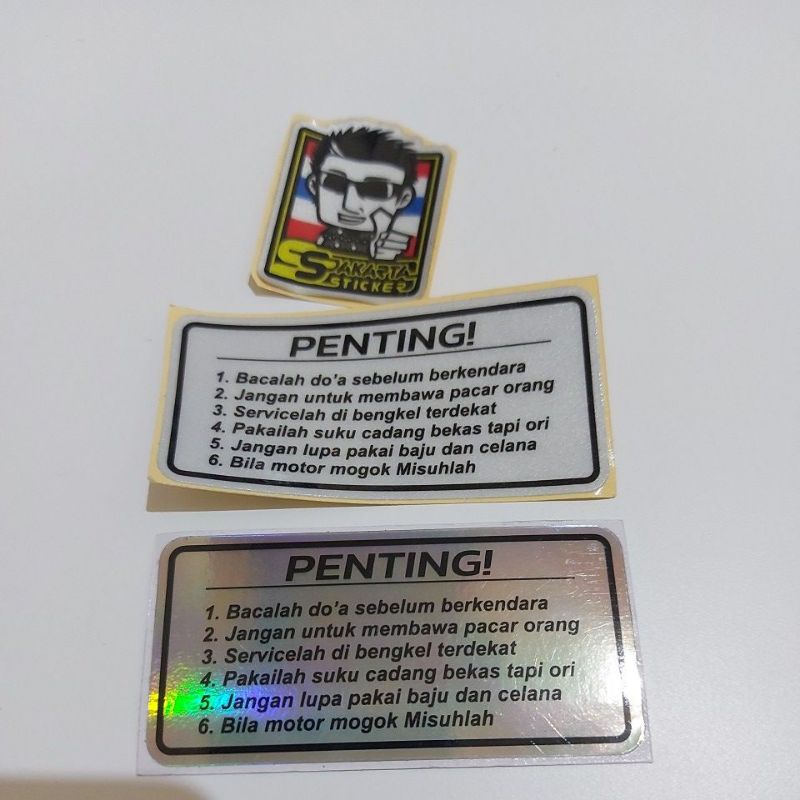 SS JAKARTA
STICKER
PENTING!
1. Bacalah do'a sebelum berkendara
2. Jangan untuk membawa pacar orang
3. Servicelah di bengkel terdekat
4. Pakailah suku cadang bekas tapi ori
5. Jangan lupa pakai baju dan celana
6. Bila motor mogok Misuhlah
PENTING!
1. Bacalah do'a sebelum berkendara
2. Jangan untuk membawa pacar orang
3. Servicelah di bengkel terdekat
4. Pakailah suku cadang bekas tapi ori
5. Jangan lupa pakai baju dan celana
6. Bila motor mogok Misuhlah